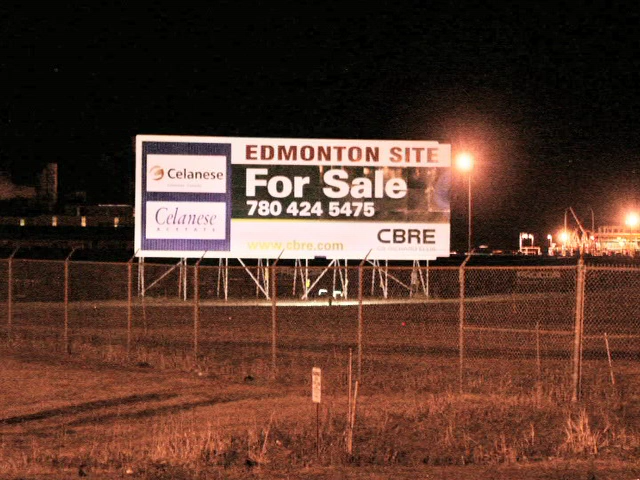 EDMONTON SITE
Celanese
For Sale
Celanese
780 424 5475
www.cbre.com
CBRE